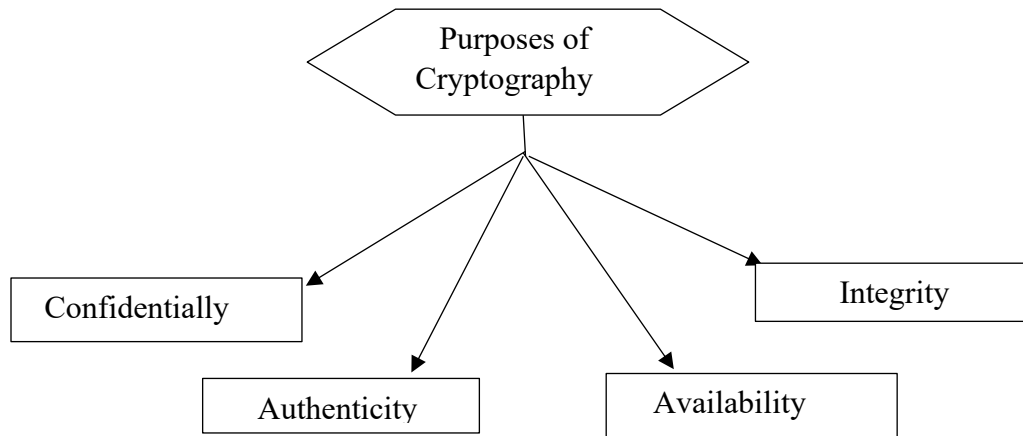 Purposes of
Cryptography
Confidentially
Integrity
Authenticity
Availability